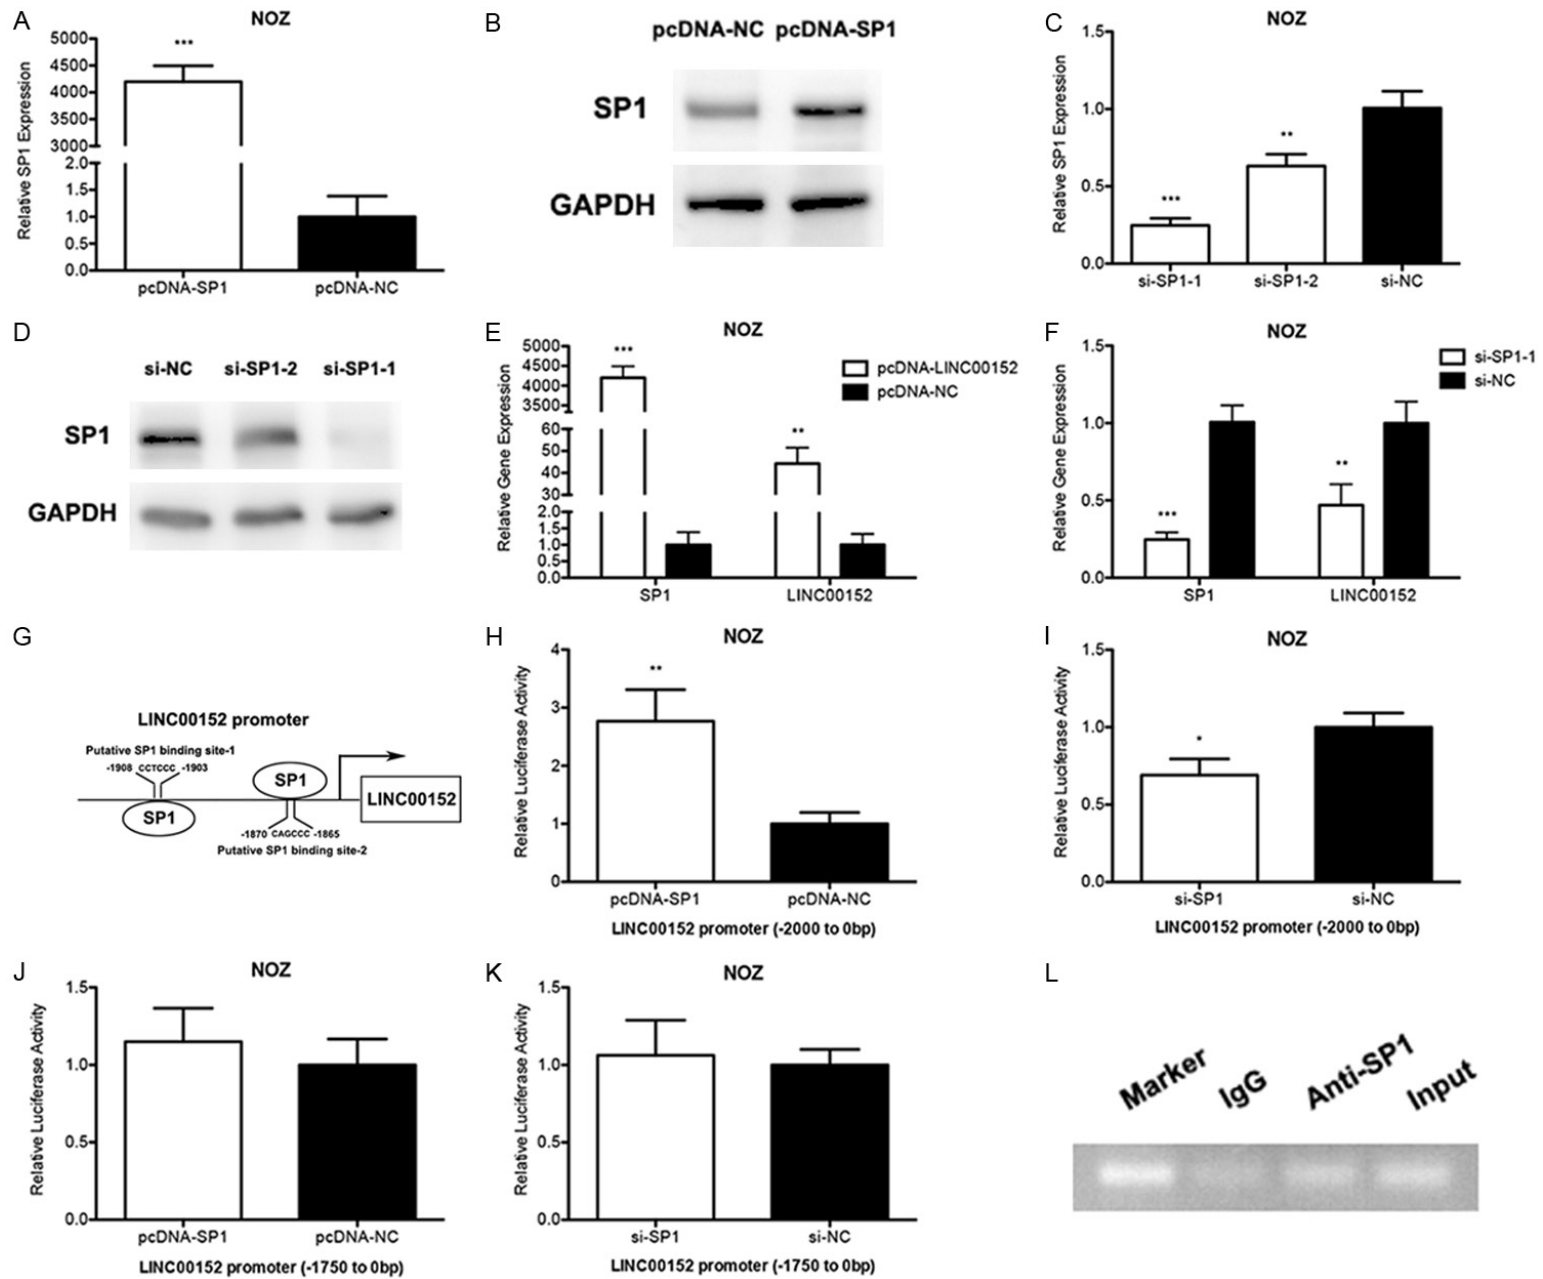 A
NOZ
***
5000
4500
4000
3500
3000
2.0
1.5
1.0
0.5
0.0
Relative SP1 Expression
pcDNA-SP1
pcDNA-NC
B
pcDNA-NC pcDNA-SP1
SP1
GAPDH
C
NOZ
1.5
1.0
0.5
0.0
Relative SP1 Expression
***
**
si-SP1-1
si-SP1-2
si-NC
D
si-NC si-SP1-2 si-SP1-1
SP1
GAPDH
E
NOZ
5000
4500
4000
3500
60
50
40
30
2.0
1.5
1.0
0.5
0.0
Relative Gene Expression
***
**
pcDNA-LINC00152
pcDNA-NC
SP1
LINC00152
F
NOZ
1.5
1.0
0.5
0.0
Relative Gene Expression
***
**
si-SP1-1
si-NC
SP1
LINC00152
G
LINC00152 promoter
Putative SP1 binding site-1
-1908 CCTCCC -1903
SP1
SP1
LINC00152
-1870 CAGCCC -1865
Putative SP1 binding site-2
H
NOZ
4
3
2
1
0
Relative Luciferase Activity
**
pcDNA-SP1
pcDNA-NC
LINC00152 promoter (-2000 to 0bp)
I
NOZ
1.5
1.0
0.5
0.0
Relative Luciferase Activity
*
si-SP1
si-NC
LINC00152 promoter (-2000 to 0bp)
J
NOZ
1.5
1.0
0.5
0.0
Relative Luciferase Activity
pcDNA-SP1
pcDNA-NC
LINC00152 promoter (-1750 to 0bp)
K
NOZ
1.5
1.0
0.5
0.0
Relative Luciferase Activity
si-SP1
si-NC
LINC00152 promoter (-1750 to 0bp)
L
Marker
IgG
Anti-SP1
Input